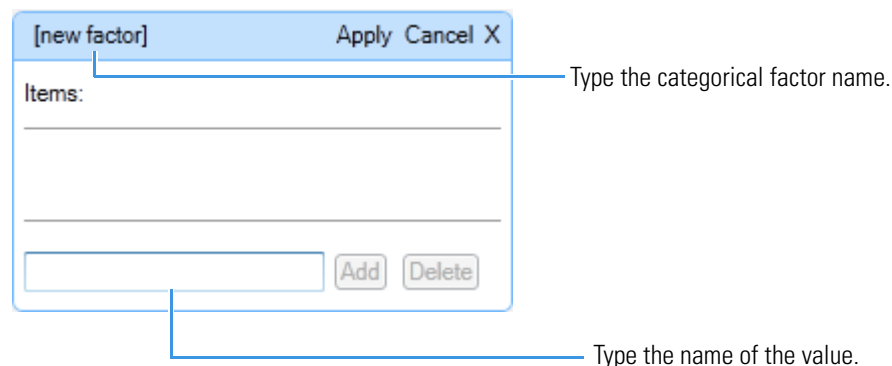 [new factor] Apply Cancel X
Type the categorical factor name.
Items:
Add Delete
Type the name of the value.